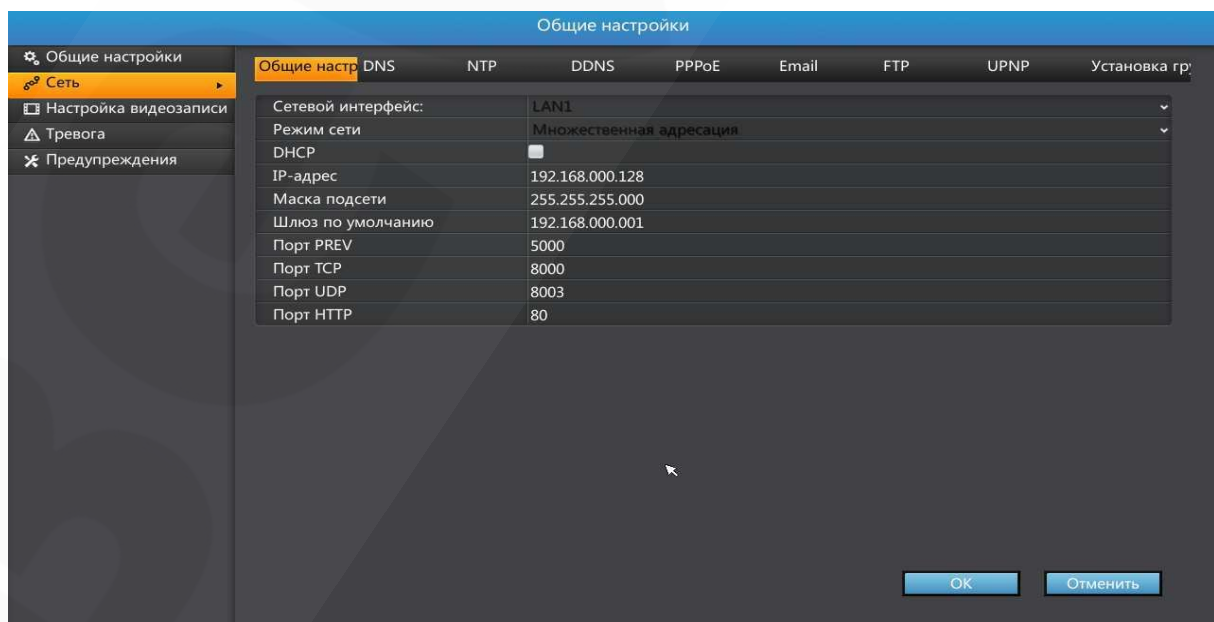 Общие настройки
Общие настройки
Сеть
Настройка видеозаписи
Тревога
Предупреждения
Общие настр DNS NTP DDNS PPPoE Email FTP UPNP Установка гру
Сетевой интерфейс: LAN1
Режим сети Множественная адресация
DHCP
IP-адрес 192.168.000.128
Маска подсети 255.255.255.000
Шлюз по умолчанию 192.168.000.001
Порт PREV 5000
Порт TCP 8000
Порт UDP 8003
Порт HTTP 80
OK Отменить